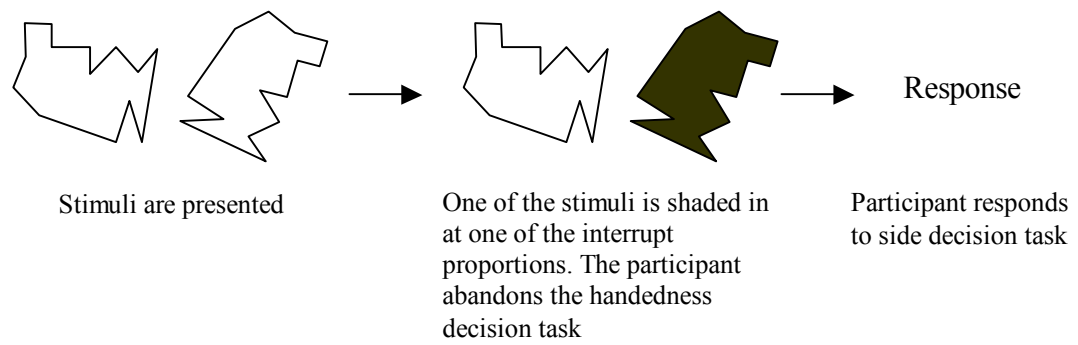 Response
Stimuli are presented
One of the stimuli is shaded in
at one of the interrupt
proportions. The participant
abandons the handedness
decision task
Participant responds
to side decision task